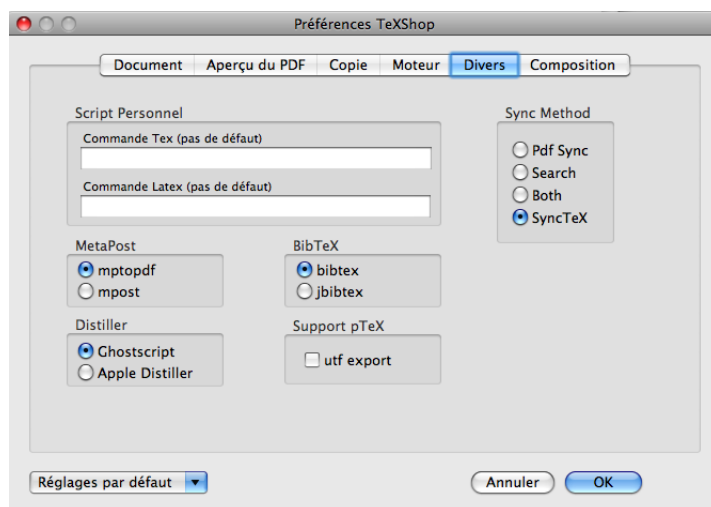 Préférences TeXShop
Document Aperçu du PDF Copie Moteur Divers Composition
Script Personnel
Commande Tex (pas de défaut)
Commande Latex (pas de défaut)
Sync Method
Pdf Sync
Search
Both
SyncTeX
MetaPost
mptopdf
mpost
BibTeX
bibtex
jbibtex
Distiller
Ghostscript
Apple Distiller
Support pTeX
utf export
Réglages par défaut
Annuler OK